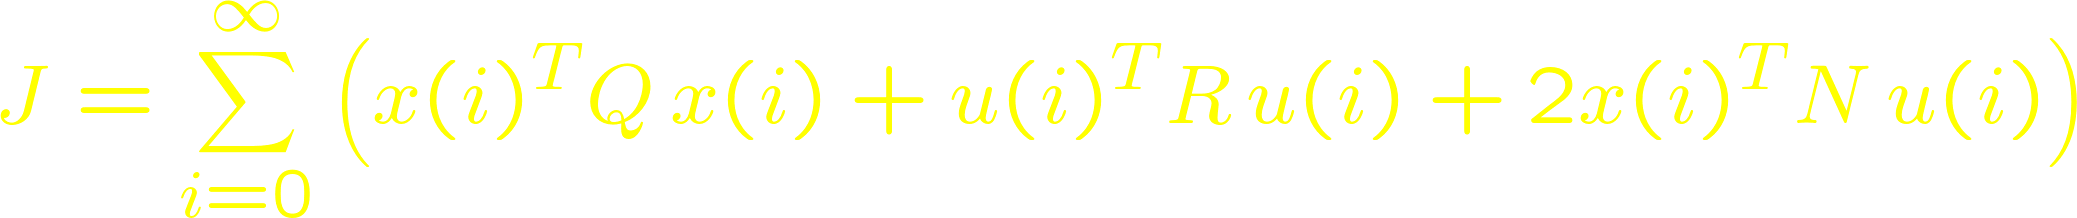 J = \sum_{i=0}^{\infty} \left( x(i)^T Q x(i) + u(i)^T R u(i) + 2x(i)^T N u(i) \right)